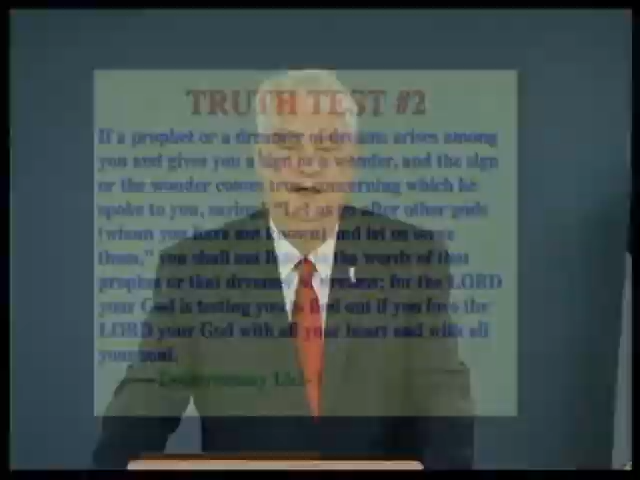 TRUTH TEST #2
If a prophet or a dreamer of dreams arises among
you and gives you a sign or a wonder, and the sign
or the wonder comes true, concerning which he
spoke to you, saying, "Let us go after other gods
(whom you have not known) and let us serve
them," you shall not listen to the words of that
prophet or that dreamer of dreams; for the LORD
your God is testing you to find out if you love the
LORD your God with all your heart and with all
your soul.
Deuteronomy